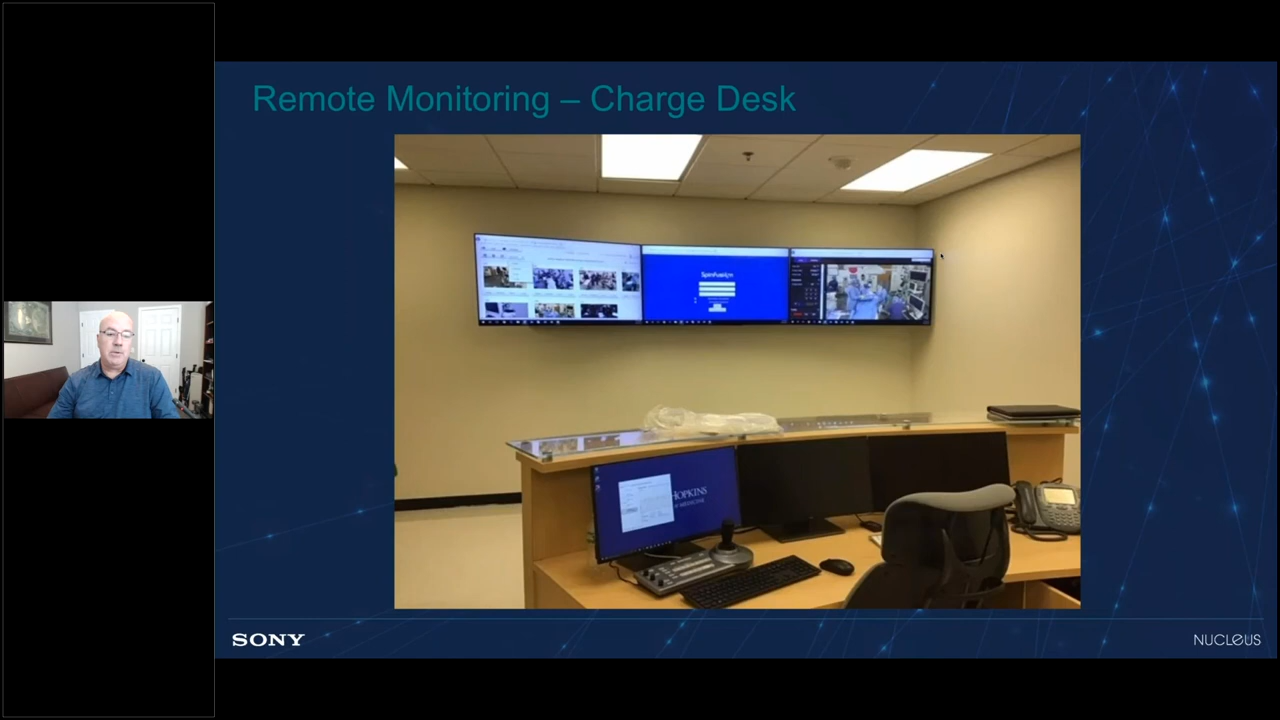 Remote Monitoring – Charge Desk
SpinFusion
HOPKINS
MEDICINE
SONY
NUCLEUS